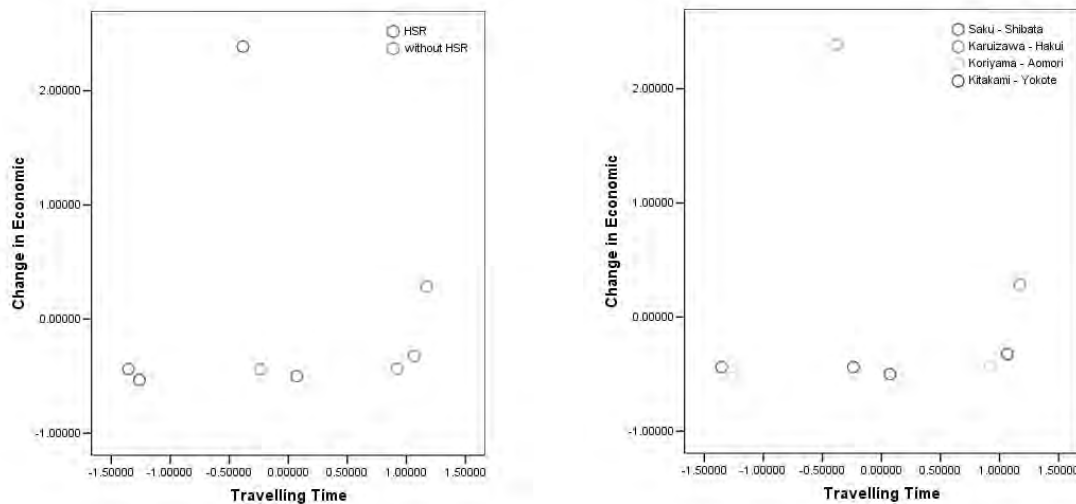 HSR
without HSR
2.00000
1.00000
0.00000
-1.00000
Change in Economic
-1.50000 -1.00000 -0.50000 0.00000 0.50000 1.00000 1.50000
Travelling Time
Saku - Shibata
Karuizawa - Hakui
Koriyama - Aomori
Kitakami - Yokote
2.00000
1.00000
0.00000
-1.00000
Change in Economic
-1.50000 -1.00000 -0.50000 0.00000 0.50000 1.00000 1.50000
Travelling Time